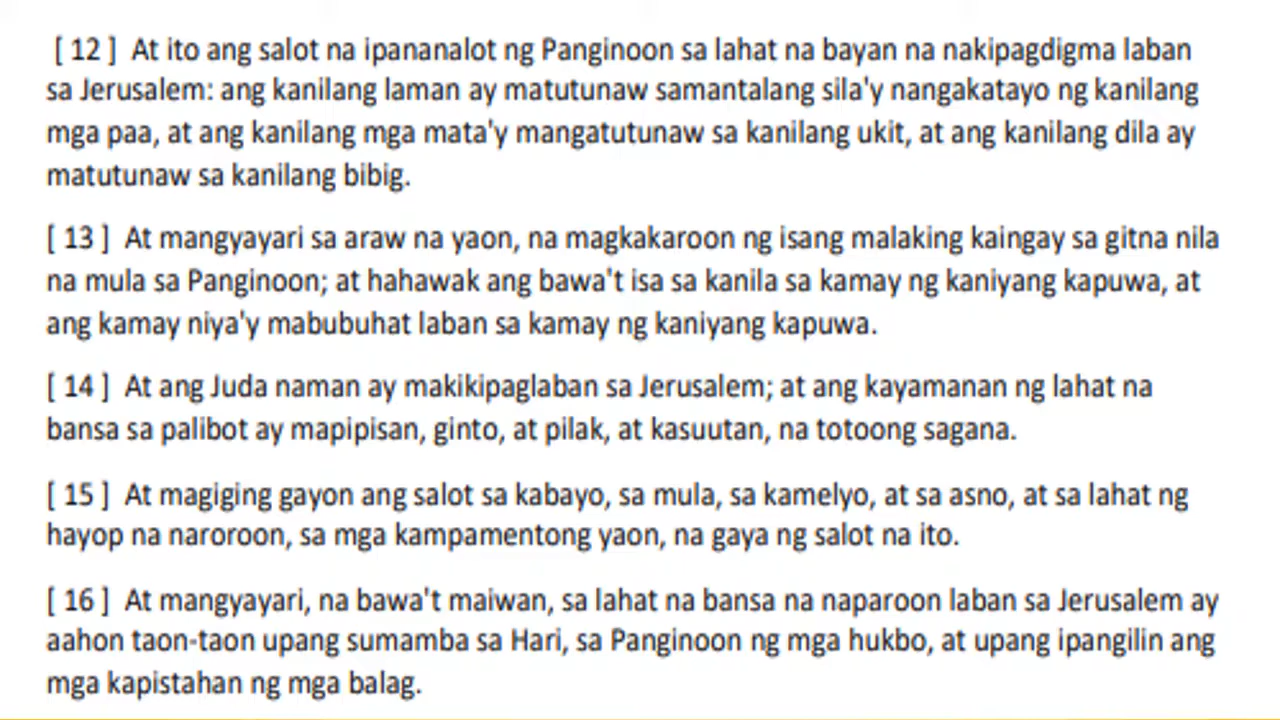 [ 12 ] At ito ang salot na ipananalot ng Panginoon sa lahat na bayan na nakipagdigma laban
sa Jerusalem: ang kanilang laman ay matutunaw samantalang sila'y nangakatayo ng kanilang
mga paa, at ang kanilang mga mata'y mangatutunaw sa kanilang ukit, at ang kanilang dila ay
matutunaw sa kanilang bibig.
[ 13 ] At mangyayari sa araw na yaon, na magkakaroon ng isang malaking kaingay sa gitna nila
na mula sa Panginoon; at hahawak ang bawa't isa sa kanila sa kamay ng kaniyang kapuwa, at
ang kamay niya'y mabubuhat laban sa kamay ng kaniyang kapuwa.
[ 14 ] At ang Juda naman ay makikipaglaban sa Jerusalem; at ang kayamanan ng lahat na
bansa sa palibot ay mapipisan, ginto, at pilak, at kasuutan, na totoong sagana.
[ 15 ] At magiging gayon ang salot sa kabayo, sa mula, sa kamelyo, at sa asno, at sa lahat ng
hayop na naroroon, sa mga kampamentong yaon, na gaya ng salot na ito.
[ 16 ] At mangyayari, na bawa't maiwan, sa lahat na bansa na naparoon laban sa Jerusalem ay
aahon taon-taon upang sumamba sa Hari, sa Panginoon ng mga hukbo, at upang ipangilin ang
mga kapistahan ng mga balag.